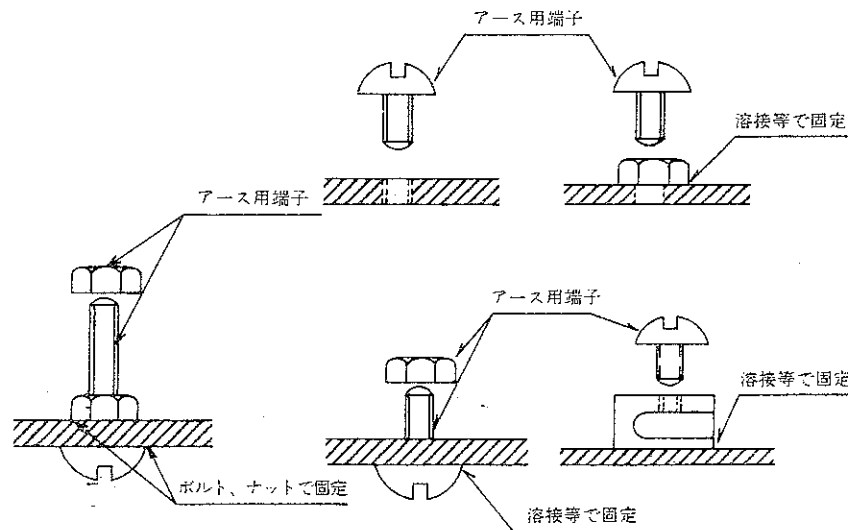 アース用端子
溶接等で固定
アース用端子
アース用端子
溶接等で固定
ボルト、ナットで固定
溶接等で固定